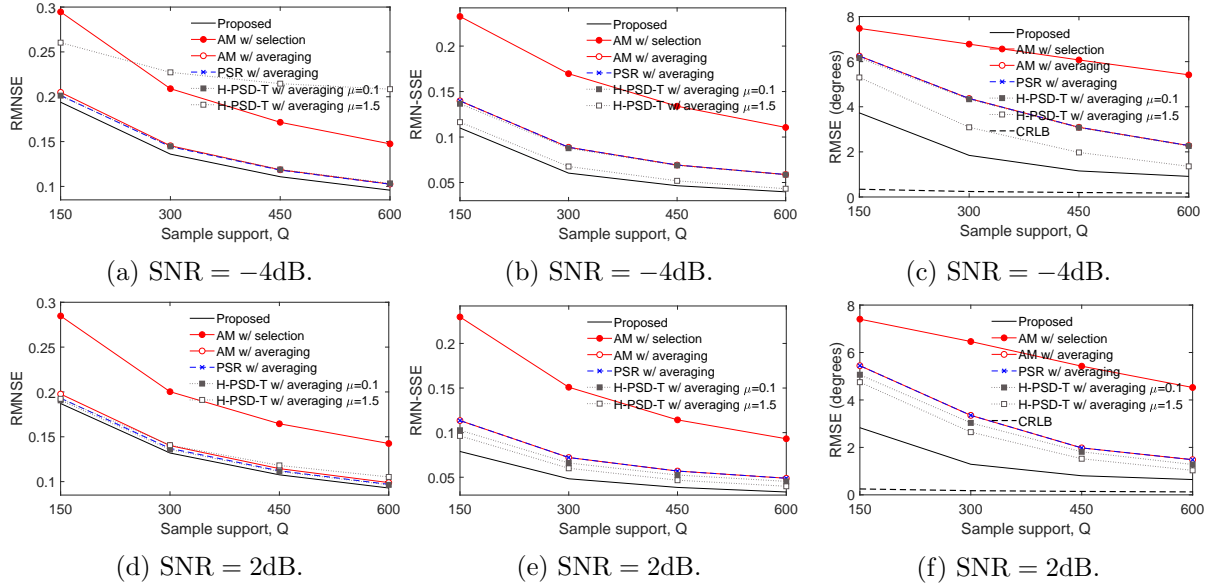 0.3
0.25
0.2
0.15
0.1
RMNSE
Proposed
AM w/ selection
AM w/ averaging
PSR w/ averaging
H-PSD-T w/ averaging μ=0.1
H-PSD-T w/ averaging μ=1.5
150 300 450 600
Sample support, Q
(a) SNR = −4dB.
0.2
0.15
0.1
0.05
RMN-SSE
Proposed
AM w/ selection
AM w/ averaging
PSR w/ averaging
H-PSD-T w/ averaging μ=0.1
H-PSD-T w/ averaging μ=1.5
150 300 450 600
Sample support, Q
(b) SNR = −4dB.
8
6
4
2
0
RMSE (degrees)
Proposed
AM w/ selection
AM w/ averaging
PSR w/ averaging
H-PSD-T w/ averaging μ=0.1
H-PSD-T w/ averaging μ=1.5
CRLB
150 300 450 600
Sample support, Q
(c) SNR = −4dB.
0.3
0.25
0.2
0.15
0.1
RMNSE
Proposed
AM w/ selection
AM w/ averaging
PSR w/ averaging
H-PSD-T w/ averaging μ=0.1
H-PSD-T w/ averaging μ=1.5
150 300 450 600
Sample support, Q
(d) SNR = 2dB.
0.2
0.15
0.1
0.05
RMN-SSE
Proposed
AM w/ selection
AM w/ averaging
PSR w/ averaging
H-PSD-T w/ averaging μ=0.1
H-PSD-T w/ averaging μ=1.5
150 300 450 600
Sample support, Q
(e) SNR = 2dB.
8
6
4
2
0
RMSE (degrees)
Proposed
AM w/ selection
AM w/ averaging
PSR w/ averaging
H-PSD-T w/ averaging μ=0.1
H-PSD-T w/ averaging μ=1.5
CRLB
150 300 450 600
Sample support, Q
(f) SNR = 2dB.